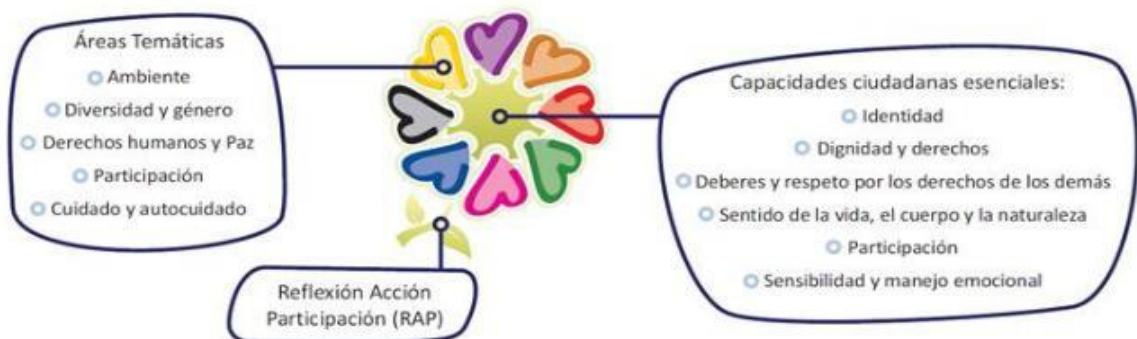 Áreas Temáticas
Ambiente
Diversidad y género
Derechos humanos y Paz
Participación
Cuidado y autocuidado
Reflexión Acción
Participación (RAP)
Capacidades ciudadanas esenciales:
Identidad
Dignidad y derechos
Deberes y respeto por los derechos de los demás
Sentido de la vida, el cuerpo y la naturaleza
Participación
Sensibilidad y manejo emocional